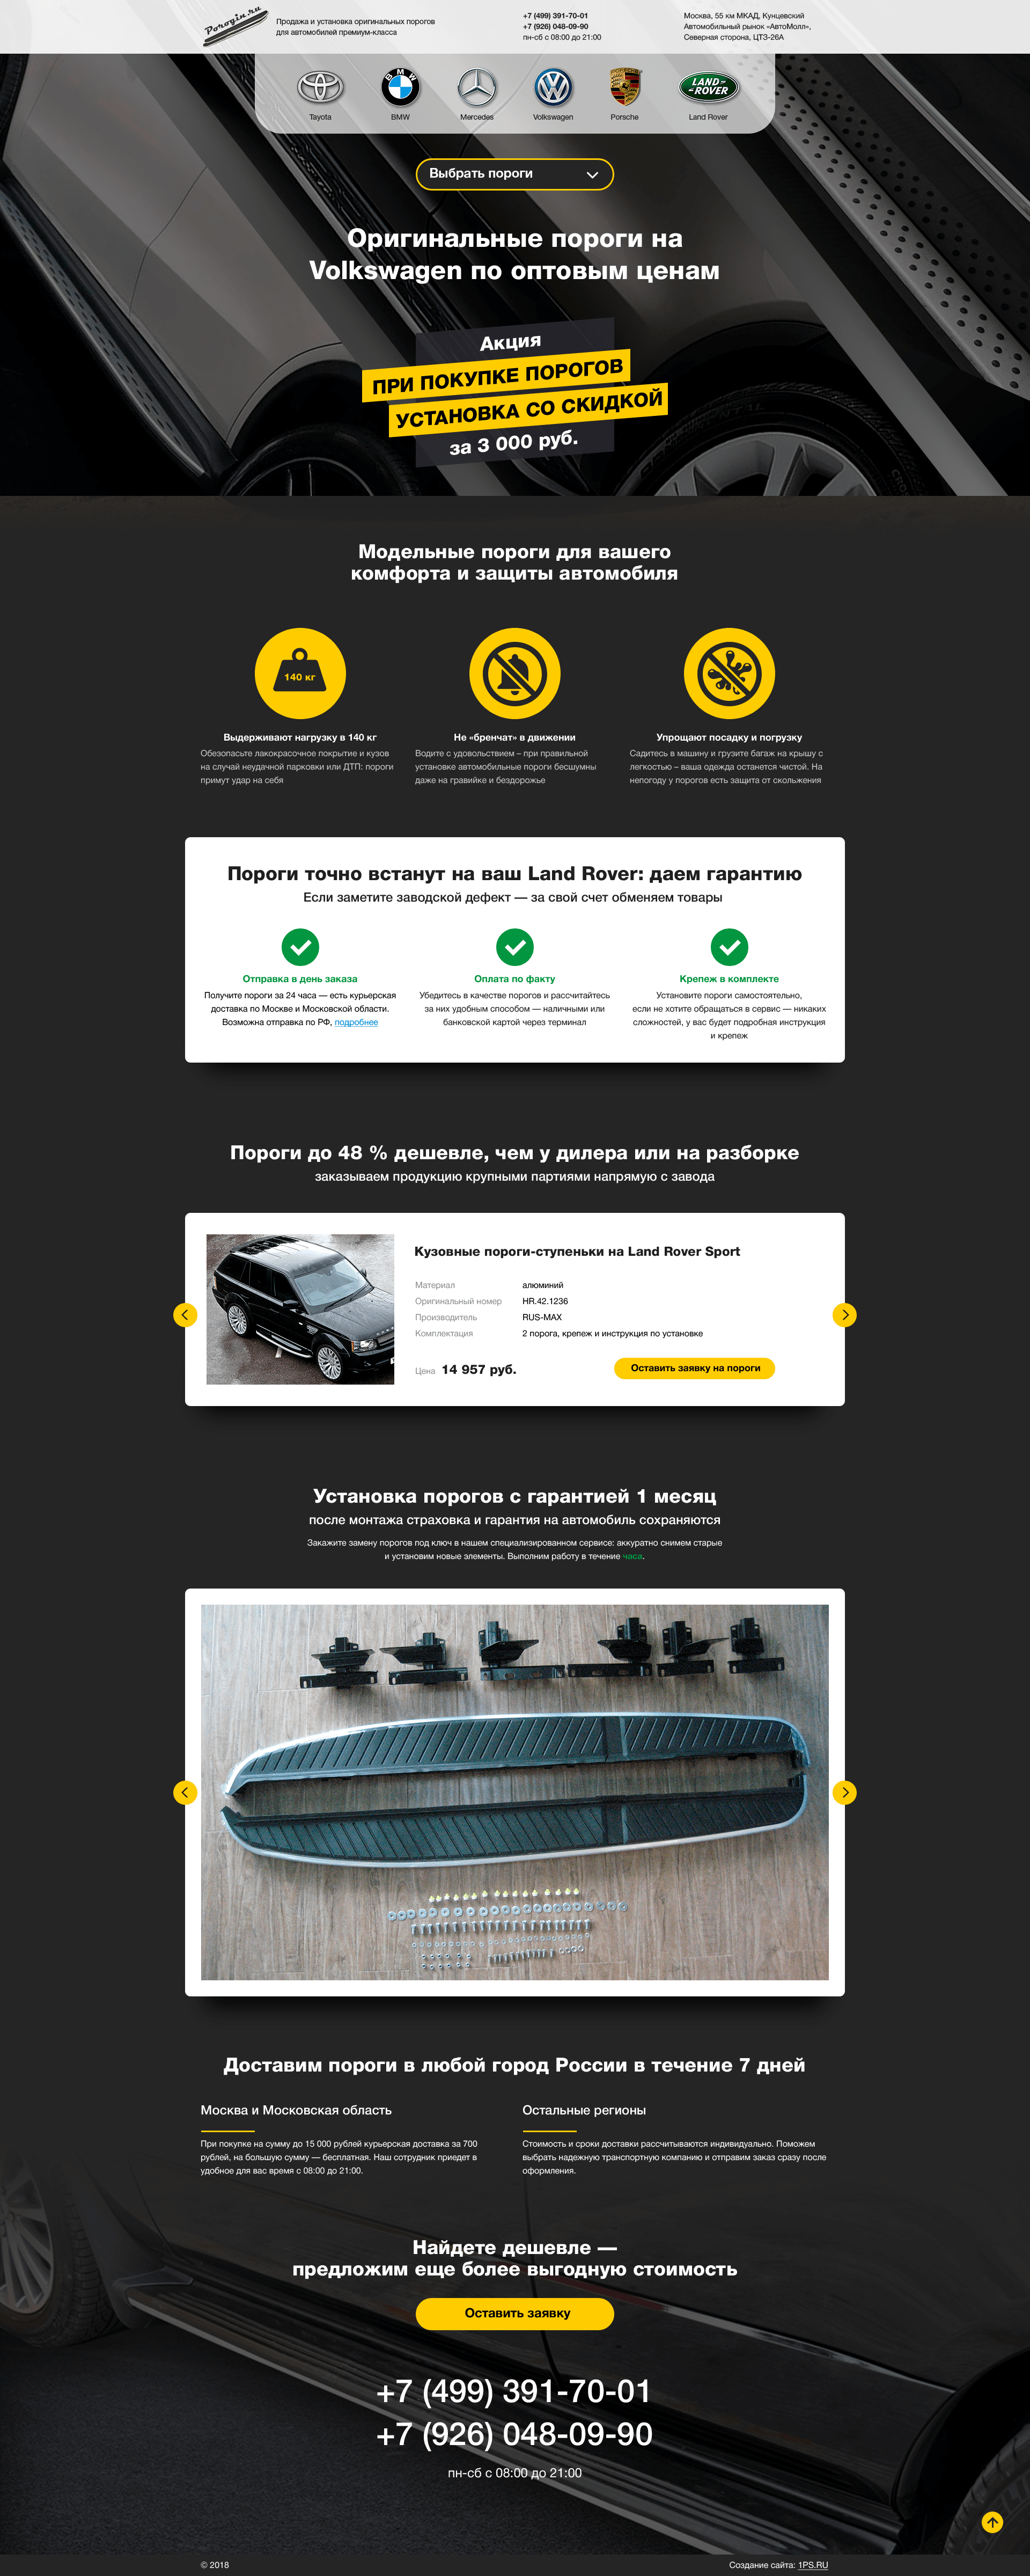 Porogiu.ru
Продажа и установка оригинальных порогов
для автомобилей премиум-класса
+7 (499) 391-70-01
+7 (926) 048-09-90
пн-сб с 08:00 до 21:00
Москва, 55 км МКАД, Кунцевский
Автомобильный рынок «АвтоМолл»,
Северная сторона, ЦТЗ-26А
BMW
LAND
ROVER
Tayota
BMW
Mercedes
Volkswagen
Porsche
Land Rover
Выбрать пороги
Оригинальные пороги на
Volkswagen по оптовым ценам
Акция
ПРИ ПОКУПКЕ ПОРОГОВ
УСТАНОВКА СО СКИДКОЙ
за 3 000 руб.
Модельные пороги для вашего
комфорта и защиты автомобиля
140 кг
Выдерживают нагрузку в 140 кг
Обезопасьте лакокрасочное покрытие и кузов
на случай неудачной парковки или ДТП: пороги
примут удар на себя
Не «бренчат» в движении
Водите с удовольствием – при правильной
установке автомобильные пороги бесшумны
даже на гравийке и бездорожье
Упрощают посадку и погрузку
Садитесь в машину и грузите багаж на крышу с
легкостью – ваша одежда останется чистой. На
непогоду у порогов есть защита от скольжения
Пороги точно встанут на ваш Land Rover: даем гарантию
Если заметите заводской дефект — за свой счет обменяем товары
Отправка в день заказа
Получите пороги за 24 часа — есть курьерская
доставка по Москве и Московской области.
Возможна отправка по РФ, подробнее
Оплата по факту
Убедитесь в качестве порогов и рассчитайтесь
за них удобным способом — наличными или
банковской картой через терминал
Крепеж в комплекте
Установите пороги самостоятельно,
если не хотите обращаться в сервис — никаких
сложностей, у вас будет подробная инструкция
и крепеж
Пороги до 48 % дешевле, чем у дилера или на разборке
заказываем продукцию крупными партиями напрямую с завода
Кузовные пороги-ступеньки на Land Rover Sport
Материал алюминий
Оригинальный номер HR.42.1236
Производитель RUS-MAX
Комплектация 2 порога, крепеж и инструкция по установке
Цена 14 957 руб.
Оставить заявку на пороги
Установка порогов с гарантией 1 месяц
после монтажа страховка и гарантия на автомобиль сохраняются
Закажите замену порогов под ключ в нашем специализированном сервисе: аккуратно снимем старые
и установим новые элементы. Выполним работу в течение часа.
Доставим пороги в любой город России в течение 7 дней
Москва и Московская область
При покупке на сумму до 15 000 рублей курьерская доставка за 700
рублей, на большую сумму — бесплатная. Наш сотрудник приедет в
удобное для вас время с 08:00 до 21:00.
Остальные регионы
Стоимость и сроки доставки рассчитываются индивидуально. Поможем
выбрать надежную транспортную компанию и отправим заказ сразу после
оформления.
Найдете дешевле —
предложим еще более выгодную стоимость
Оставить заявку
+7 (499) 391-70-01
+7 (926) 048-09-90
пн-сб с 08:00 до 21:00
© 2018
Создание сайта: 1PS.RU